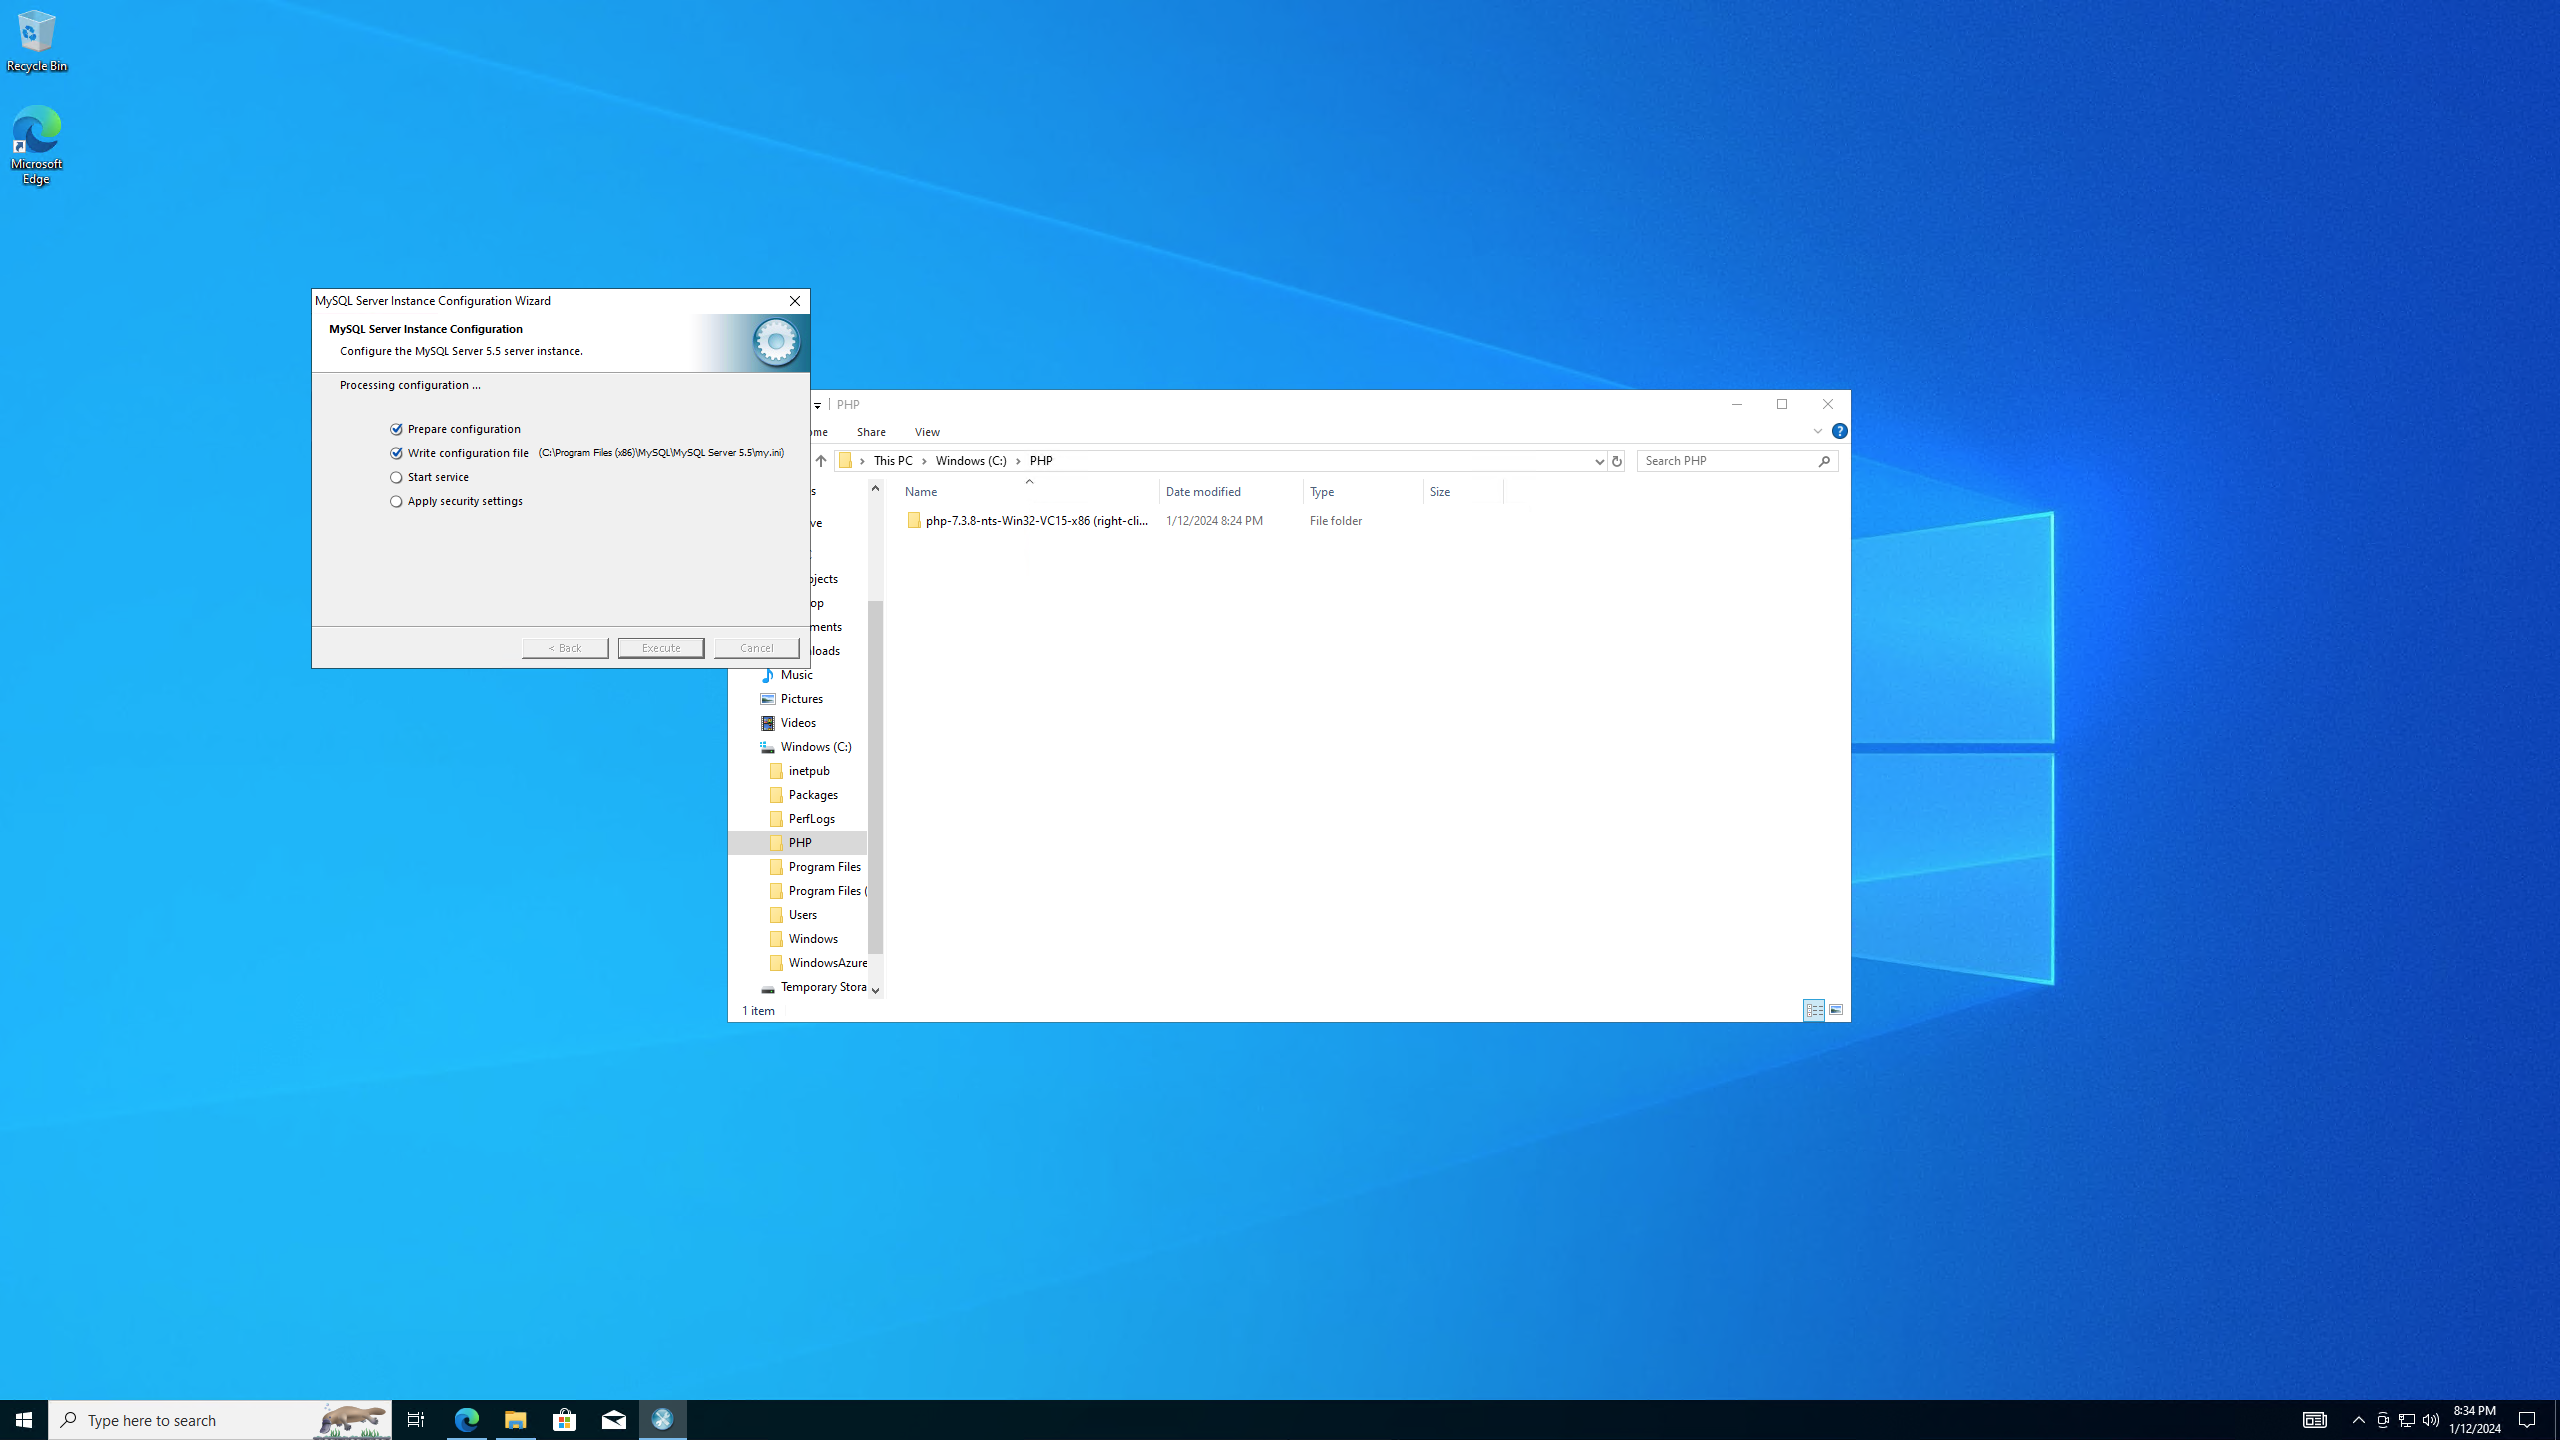 Recycle Bin
Microsoft
Edge
MySQL Server Instance Configuration Wizard
MySQL Server Instance Configuration
Configure the MySQL Server 5.5 server instance.
Processing configuration ...
Prepare configuration
Write configuration file (C:\Program Files (x86)\MySQL\MySQL Server 5.5\my.ini)
Start service
Apply security settings
< Back
Execute
Cancel
PHP
ome
Share
View
This PC
Windows (C:)
PHP
Search PHP
Name
Date modified
Type
Size
php-7.3.8-nts-Win32-VC15-x86 (right-cli...
1/12/2024 8:24 PM
File folder
s
ve
jects
op
ments
loads
Music
Pictures
Videos
Windows (C:)
inetpub
Packages
PerfLogs
PHP
Program Files
Program Files (
Users
Windows
WindowsAzure
Temporary Stora
1 item
Type here to search
8:34 PM
1/12/2024